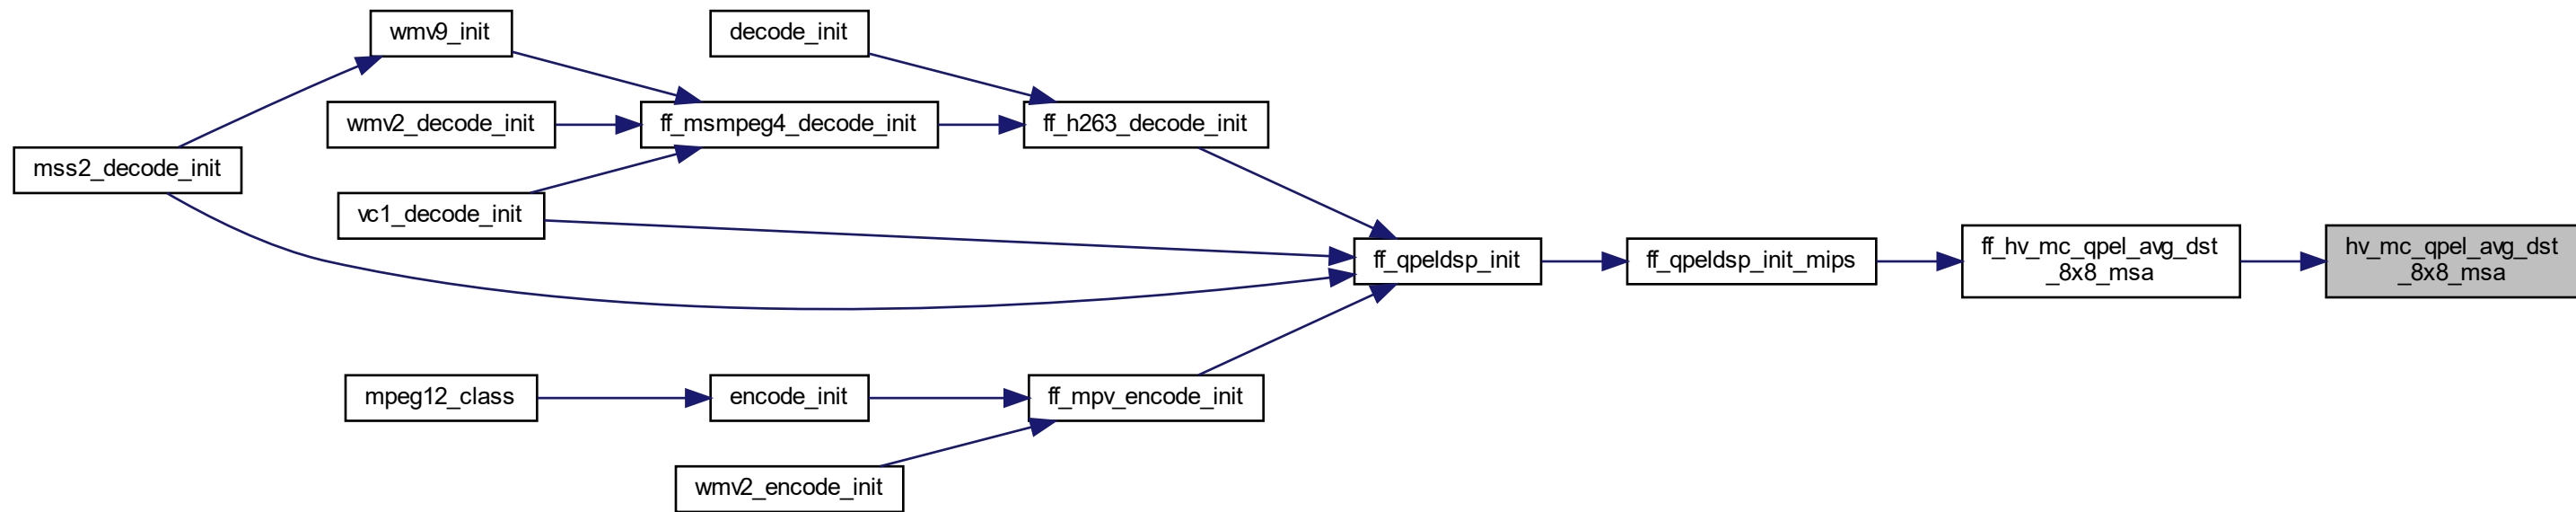 wmv9_init
decode_init
wmv2_decode_init
ff_msmpeg4_decode_init
ff_h263_decode_init
mss2_decode_init
vc1_decode_init
ff_qpeldsp_init
ff_qpeldsp_init_mips
ff_hv_mc_qpel_avg_dst
_8x8_msa
hv_mc_qpel_avg_dst
_8x8_msa
mpeg12_class
encode_init
ff_mpv_encode_init
wmv2_encode_init